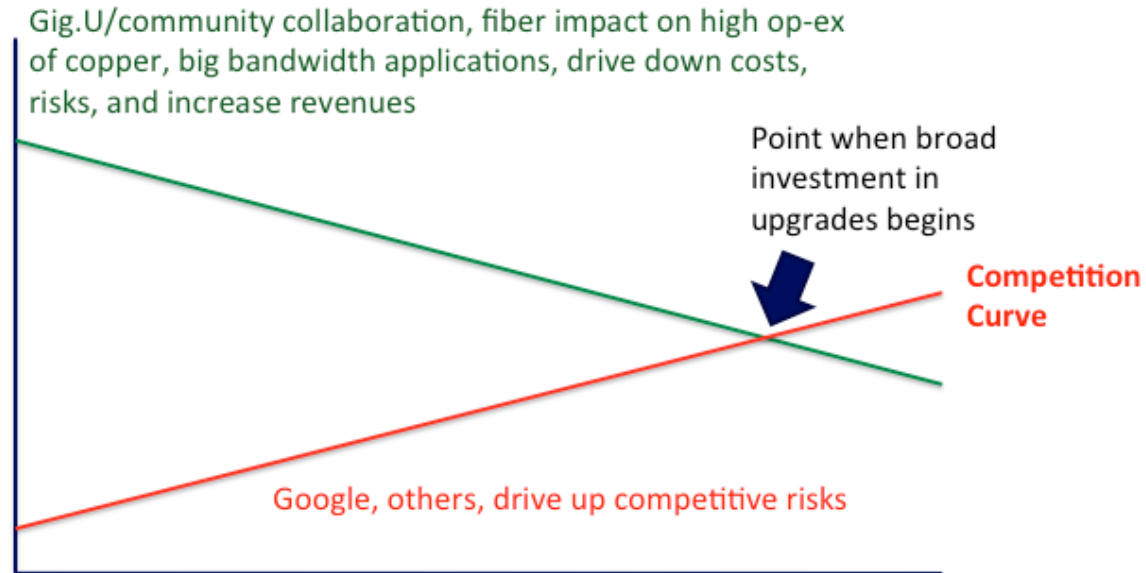 Gig.U/community collaboration, fiber impact on high op-ex
of copper, big bandwidth applications, drive down costs,
risks, and increase revenues
Point when broad
investment in
upgrades begins
Competition
Curve
Google, others, drive up competitive risks